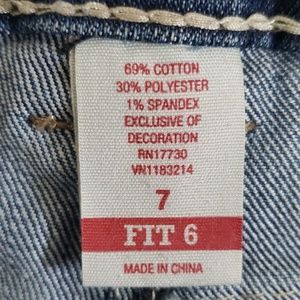 69% COTTON
30% POLYESTER
1% SPANDEX
EXCLUSIVE OF
DECORATION
RN17730
VN1183214
7
FIT 6
MADE IN CHINA